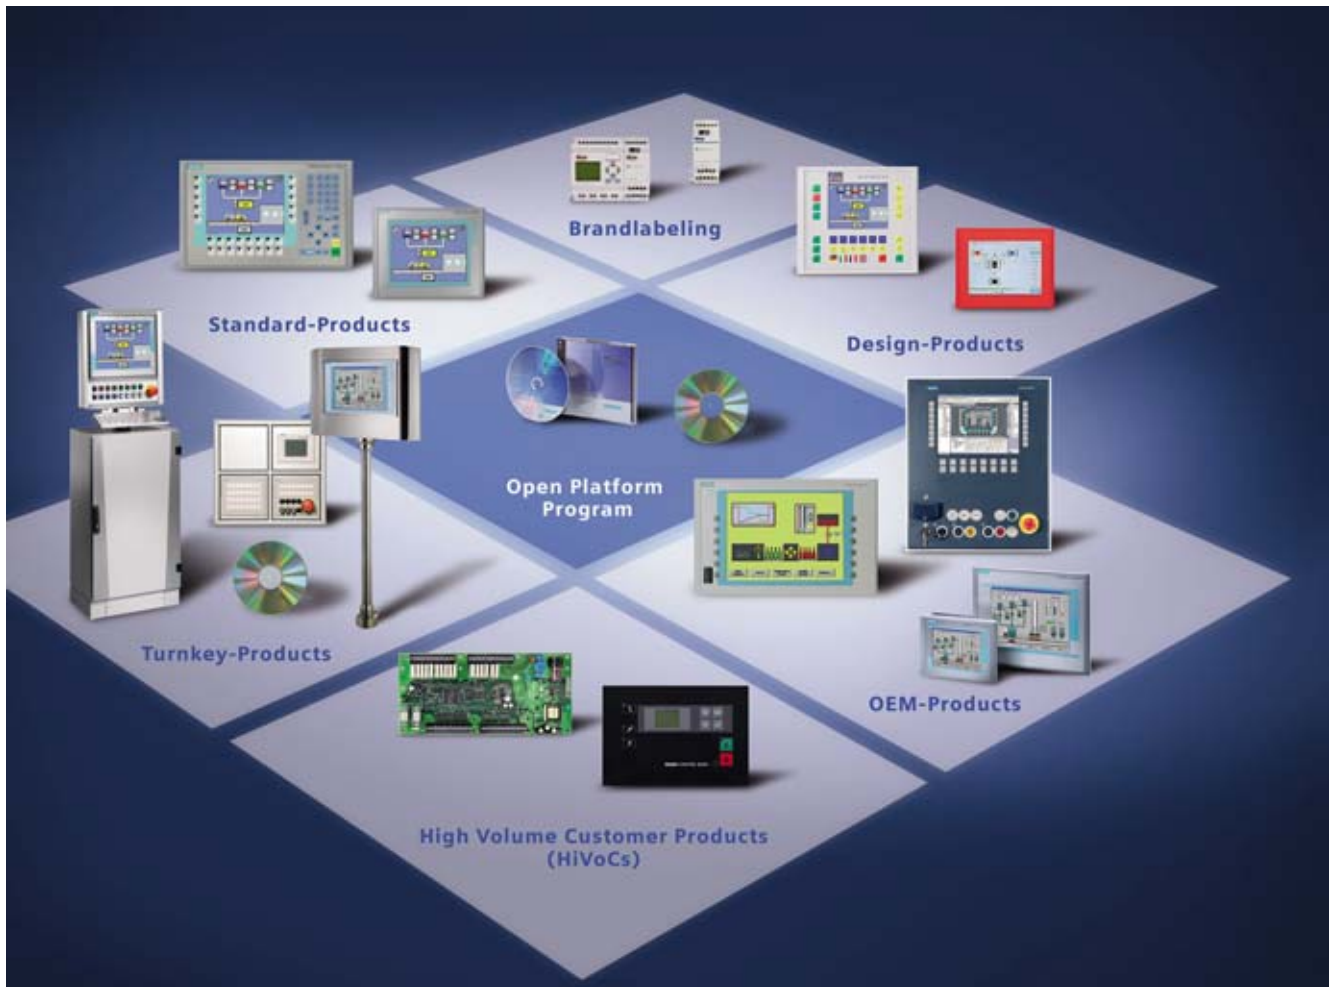 Brandlabeling
Standard-Products
Design-Products
Open Platform
Program
Turnkey-Products
OEM-Products
High Volume Customer Products
(HiVoCs)